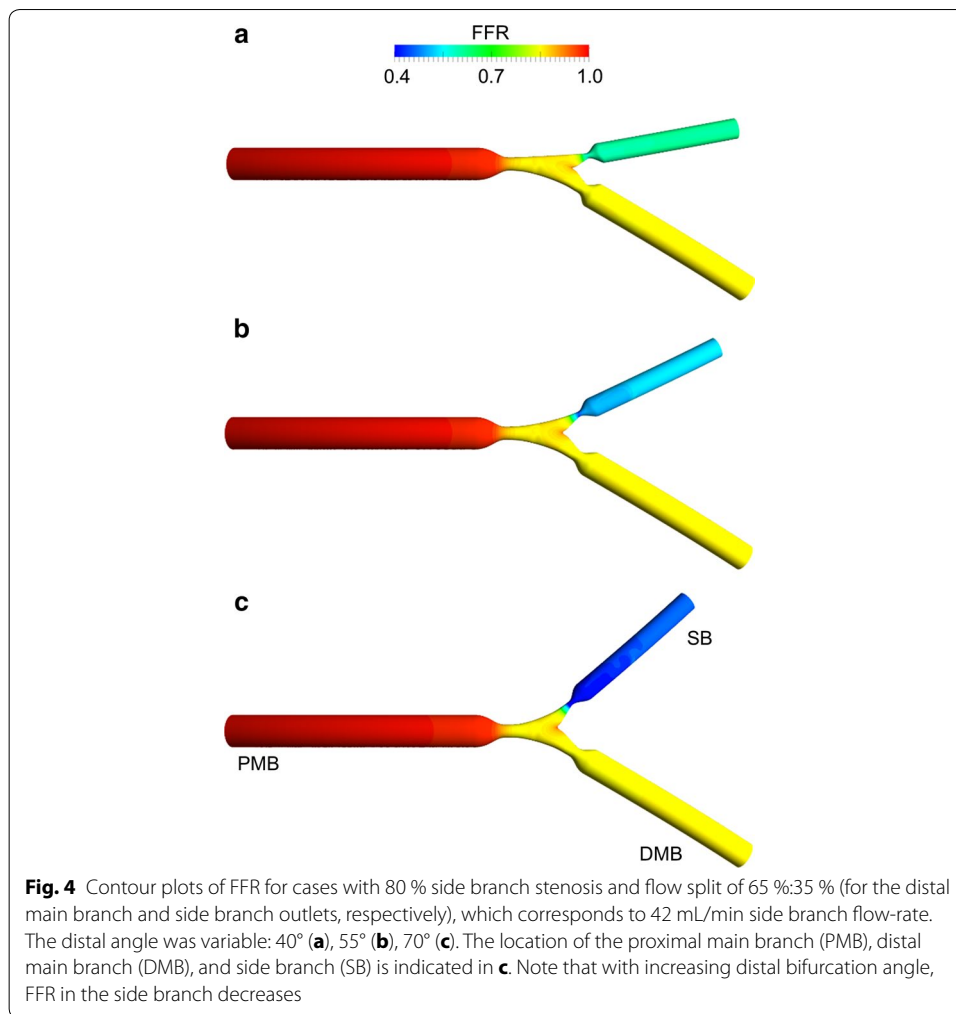 a
FFR
0.4 0.7 1.0
b
c
SB
PMB
DMB
Fig. 4 Contour plots of FFR for cases with 80 % side branch stenosis and flow split of 65 %:35 % (for the distal
main branch and side branch outlets, respectively), which corresponds to 42 mL/min side branch flow-rate.
The distal angle was variable: 40° (a), 55° (b), 70° (c). The location of the proximal main branch (PMB), distal
main branch (DMB), and side branch (SB) is indicated in c. Note that with increasing distal bifurcation angle,
FFR in the side branch decreases